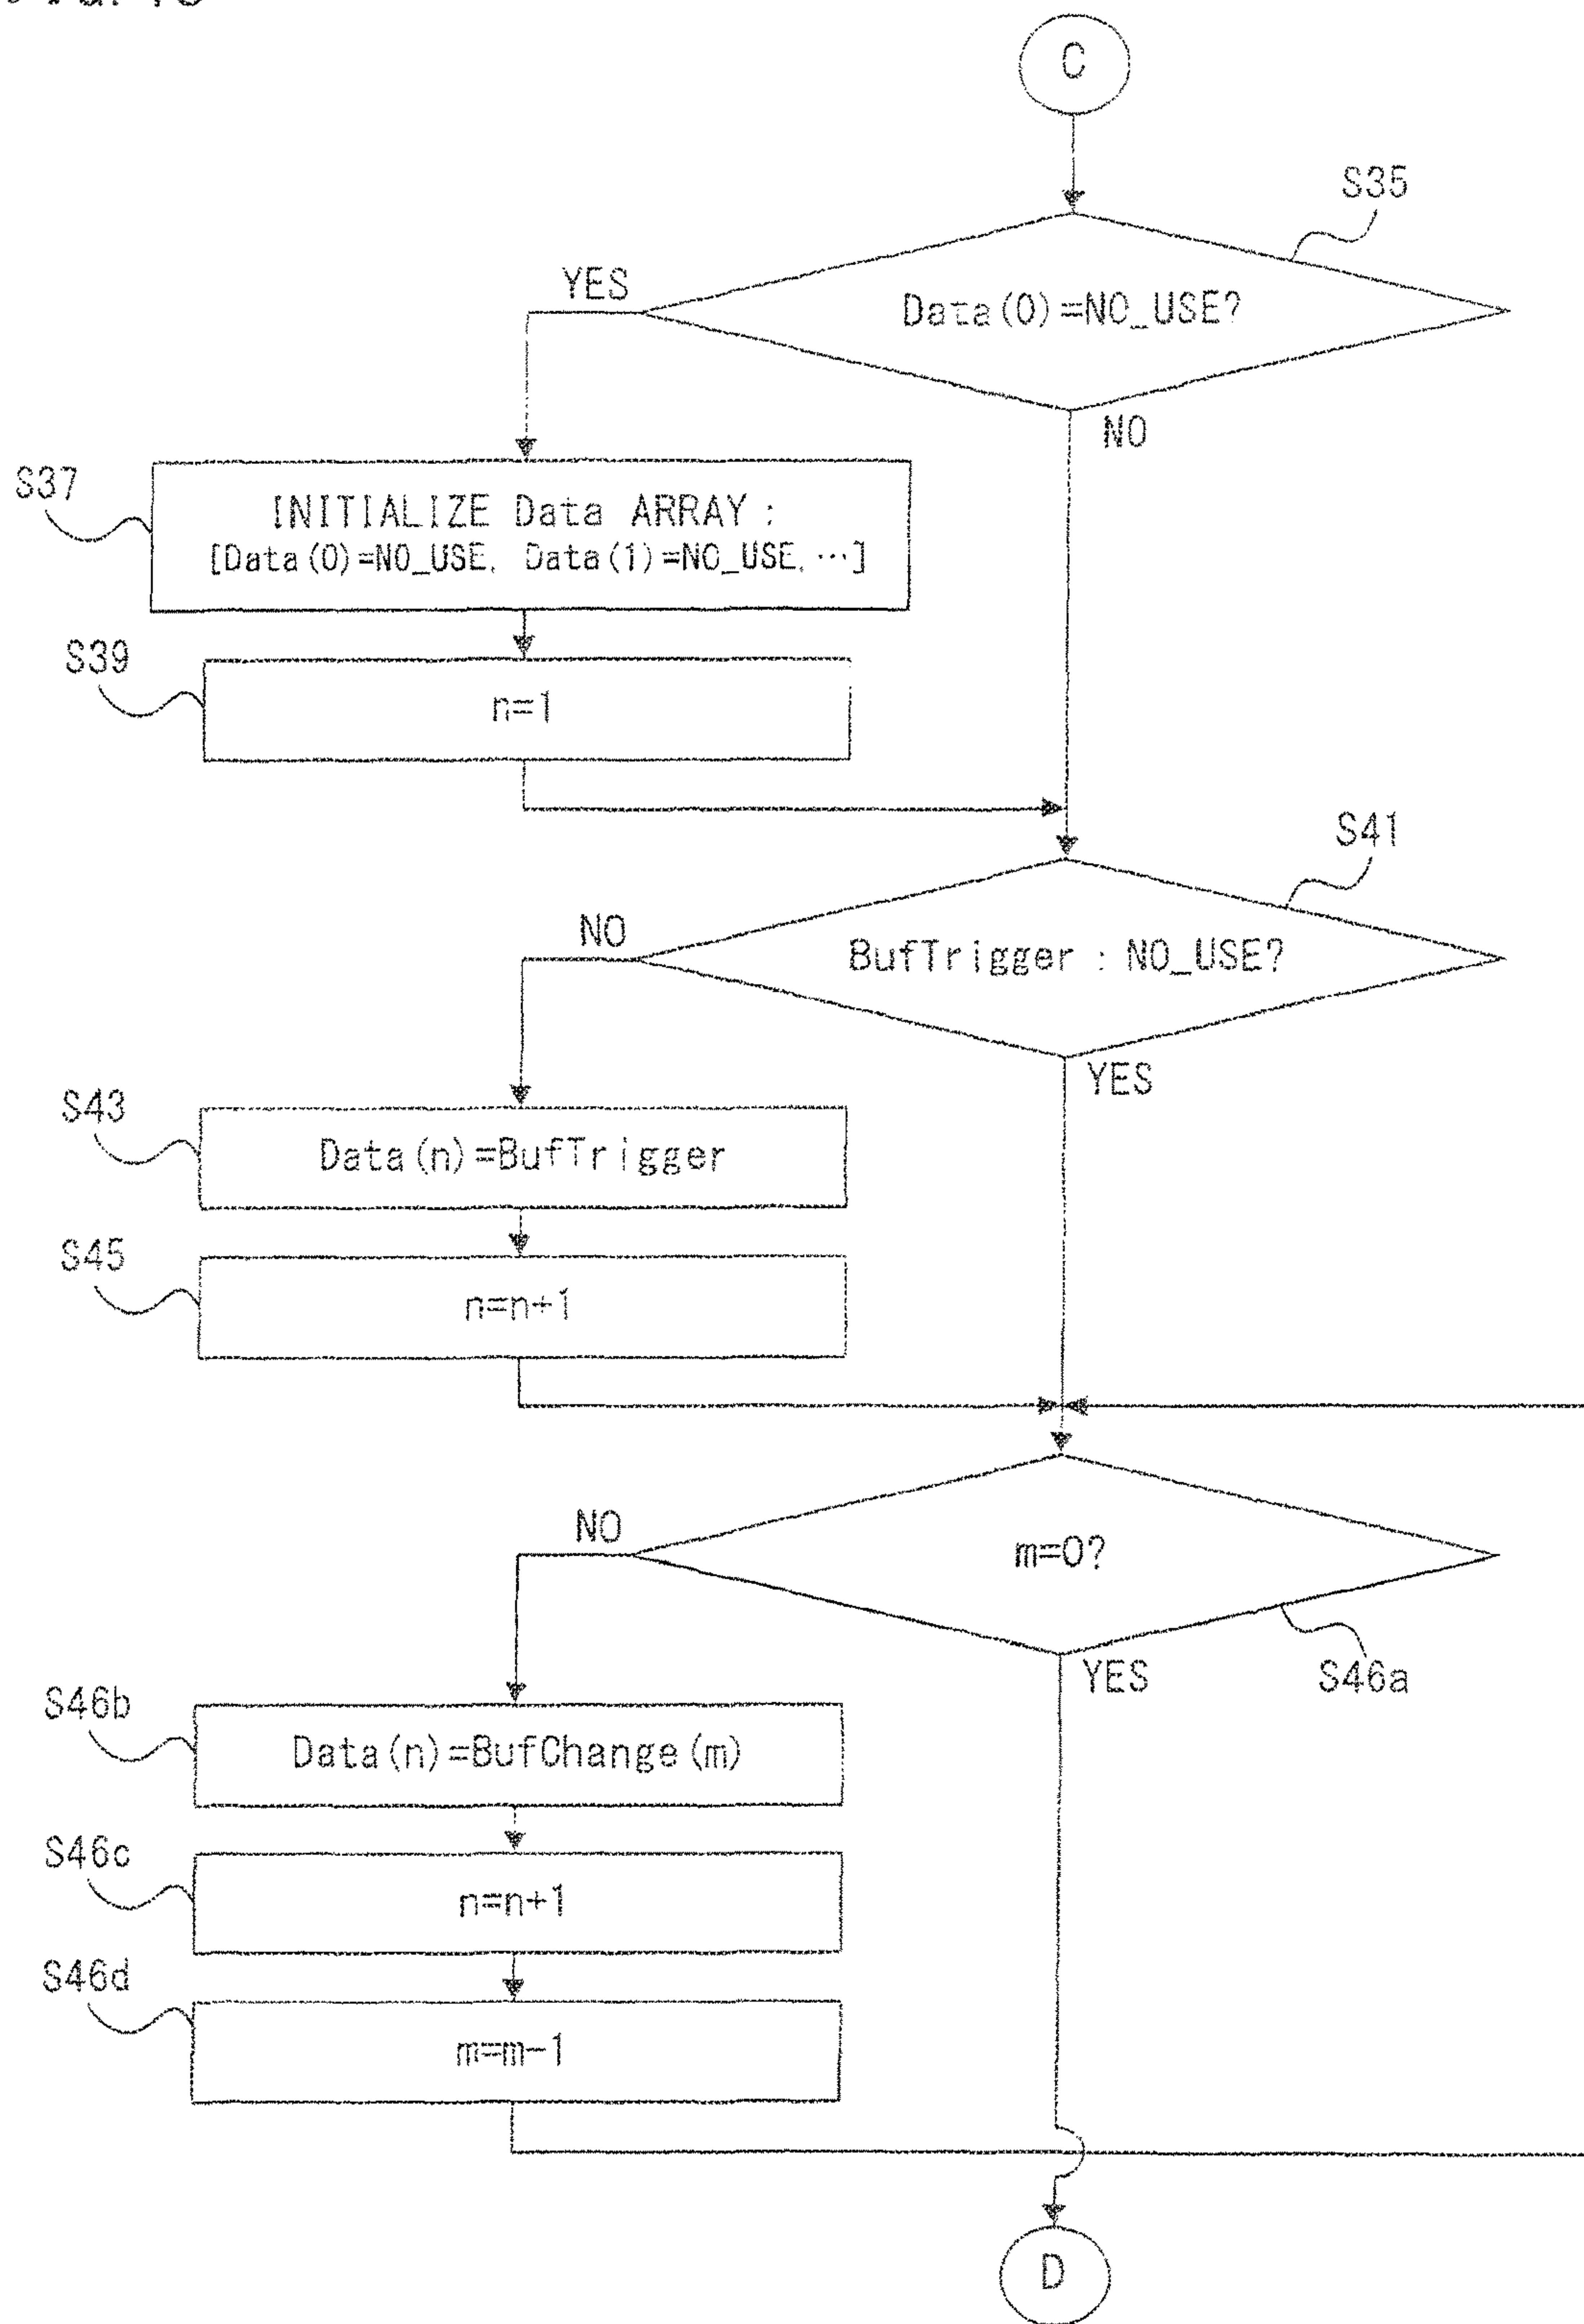 C
S35
YES
Data(0)=NO_USE?
NO
S37
INITIALIZE Data ARRAY:
[Data(0)=NO_USE, Data(1)=NO_USE, ⋯]
S39
n=1
S41
NO
BufTrigger : NO_USE?
YES
S43
Data(n)=BufTrigger
S45
n=n+1
NO
m=0?
YES
S46a
S46b
Data(n)=BufChange(m)
S46c
n=n+1
S46d
m=m-1
D